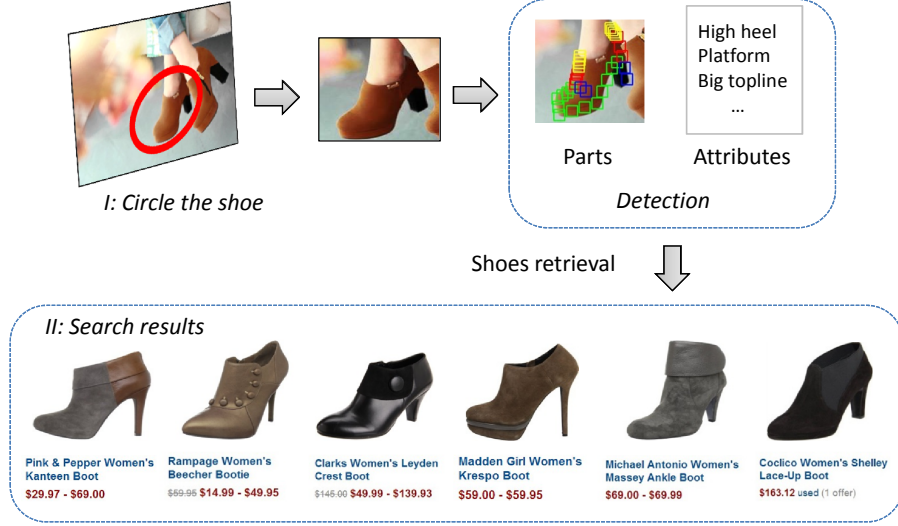 High heel
Platform
Big topline
...
Parts
Attributes
I: Circle the shoe
Detection
Shoes retrieval
II: Search results
Pink & Pepper Women's
Kanteen Boot
$29.97 - $69.00
Rampage Women's
Beecher Bootie
$59.95 $14.99 - $49.95
Clarks Women's Leyden
Crest Boot
$145.00 $49.99 - $139.93
Madden Girl Women's
Krespo Boot
$59.00 - $59.95
Michael Antonio Women's
Massey Ankle Boot
$69.00 - $69.99
Coclico Women's Shelley
Lace-Up Boot
$163.12 used (1 offer)